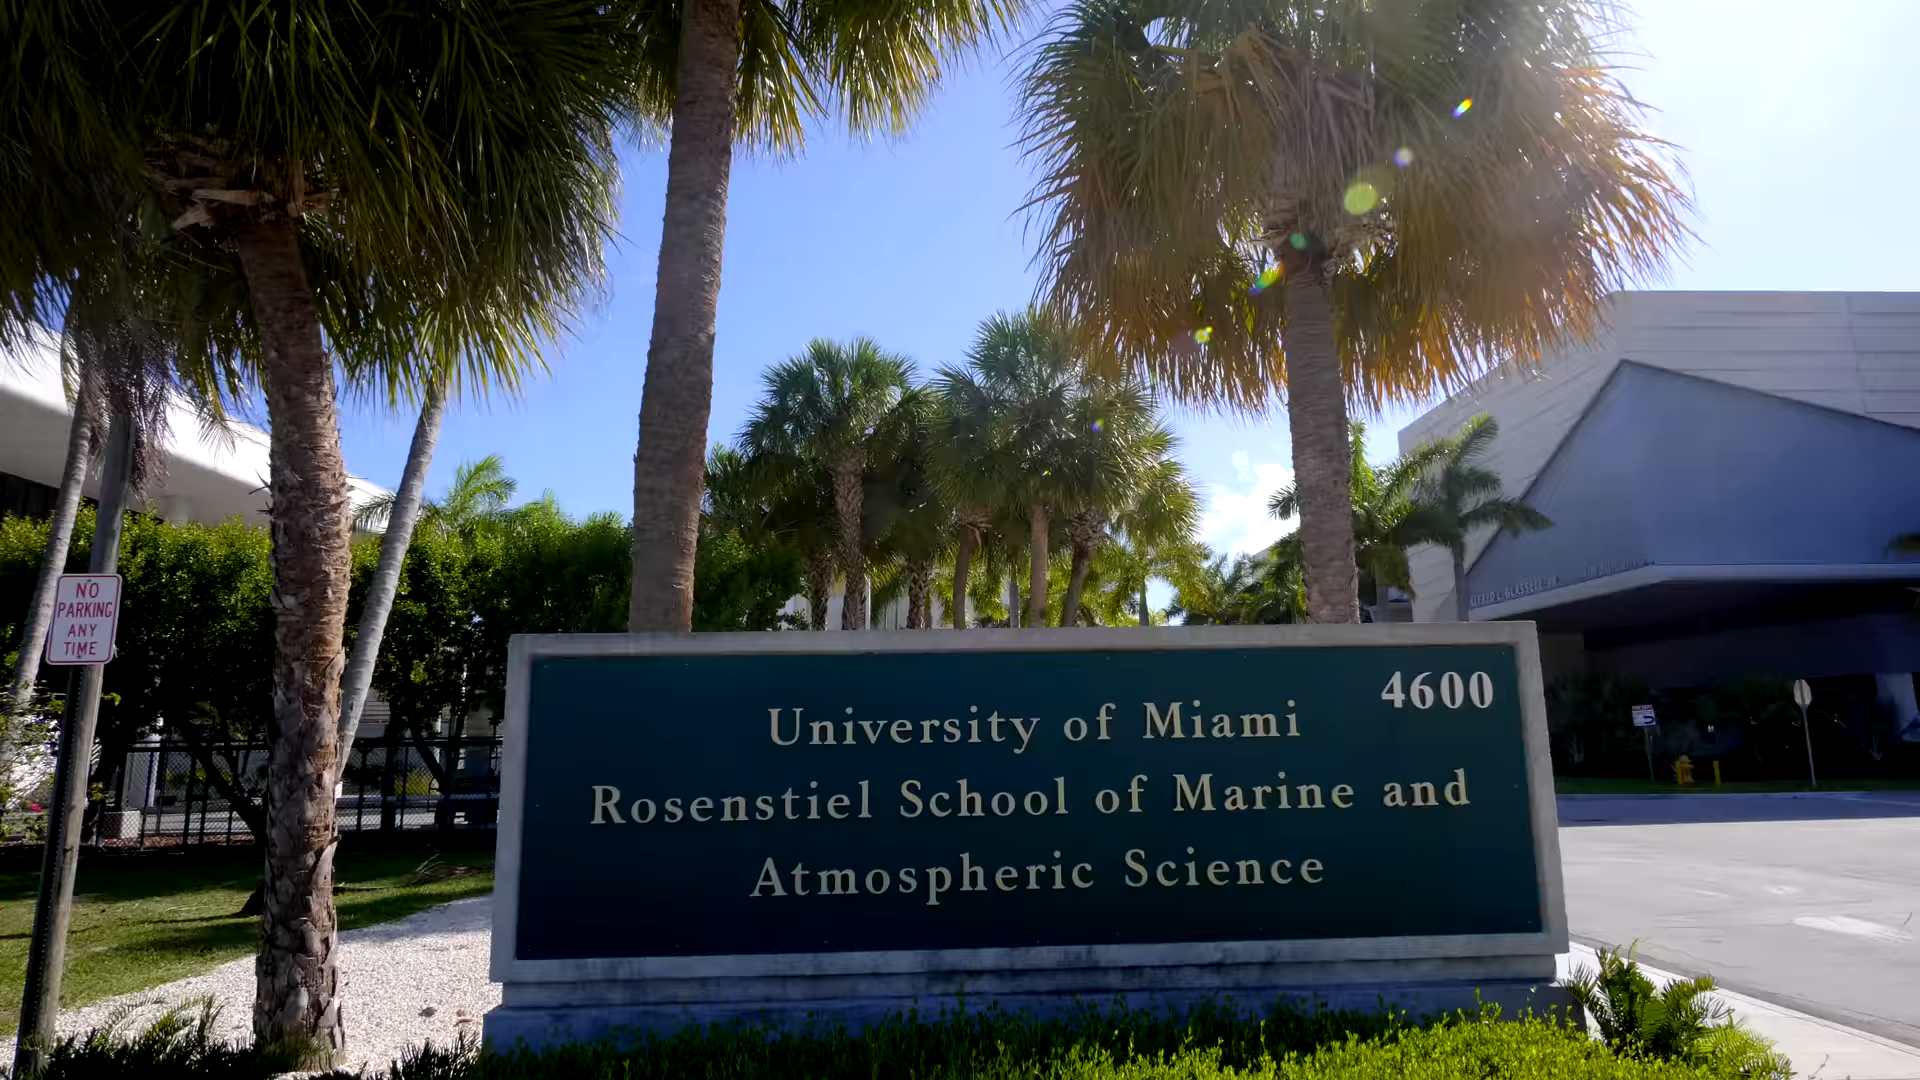 4600
University of Miami
Rosenstiel School of Marine and
Atmospheric Science
NO
PARKING
ANY
TIME